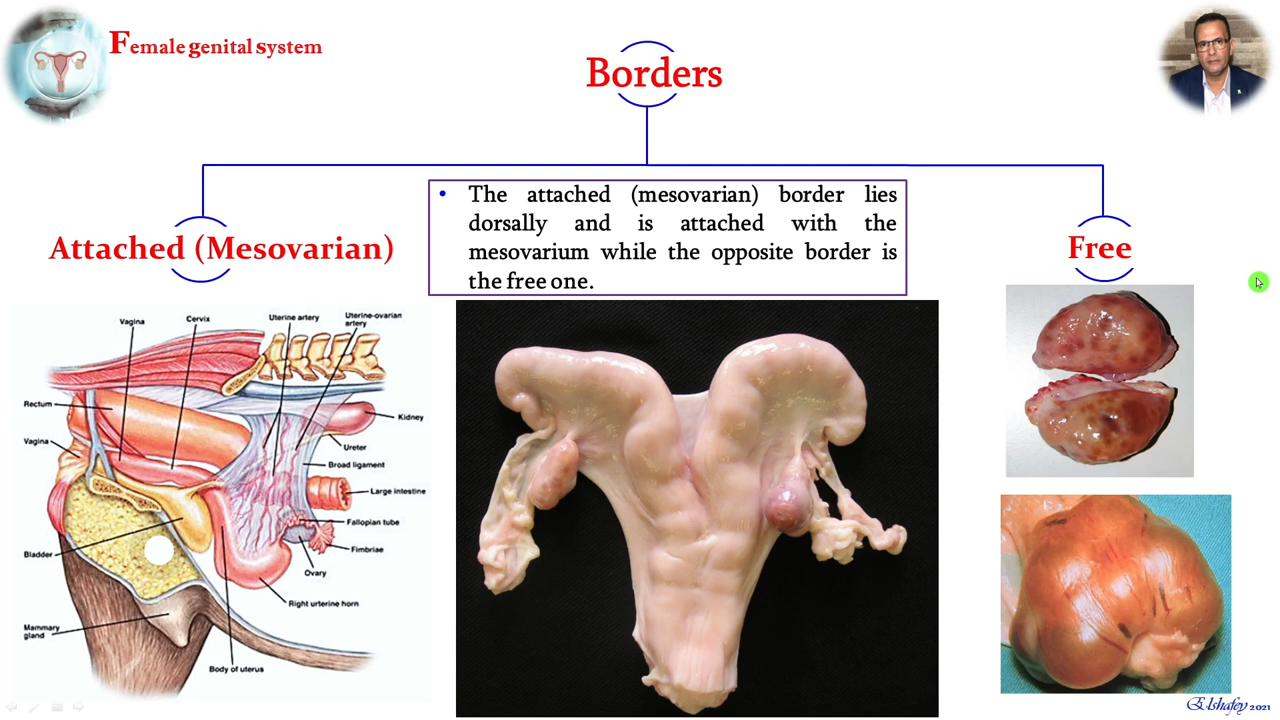 Female genital system
Borders
Attached (Mesovarian)
• The attached (mesovarian) border lies
dorsally and is attached with the
mesovarium while the opposite border is
the free one.
Free
Vagina
Cervix
Uterine artery
Uterine-ovarian
artery
Rectum
Kidney
Vagina
Ureter
Broad ligament
Large intestine
Fallopian tube
Fimbriae
Bladder
Ovary
Right urterine horn
Mammary
gland
Body of uterus
Elshafey 2021